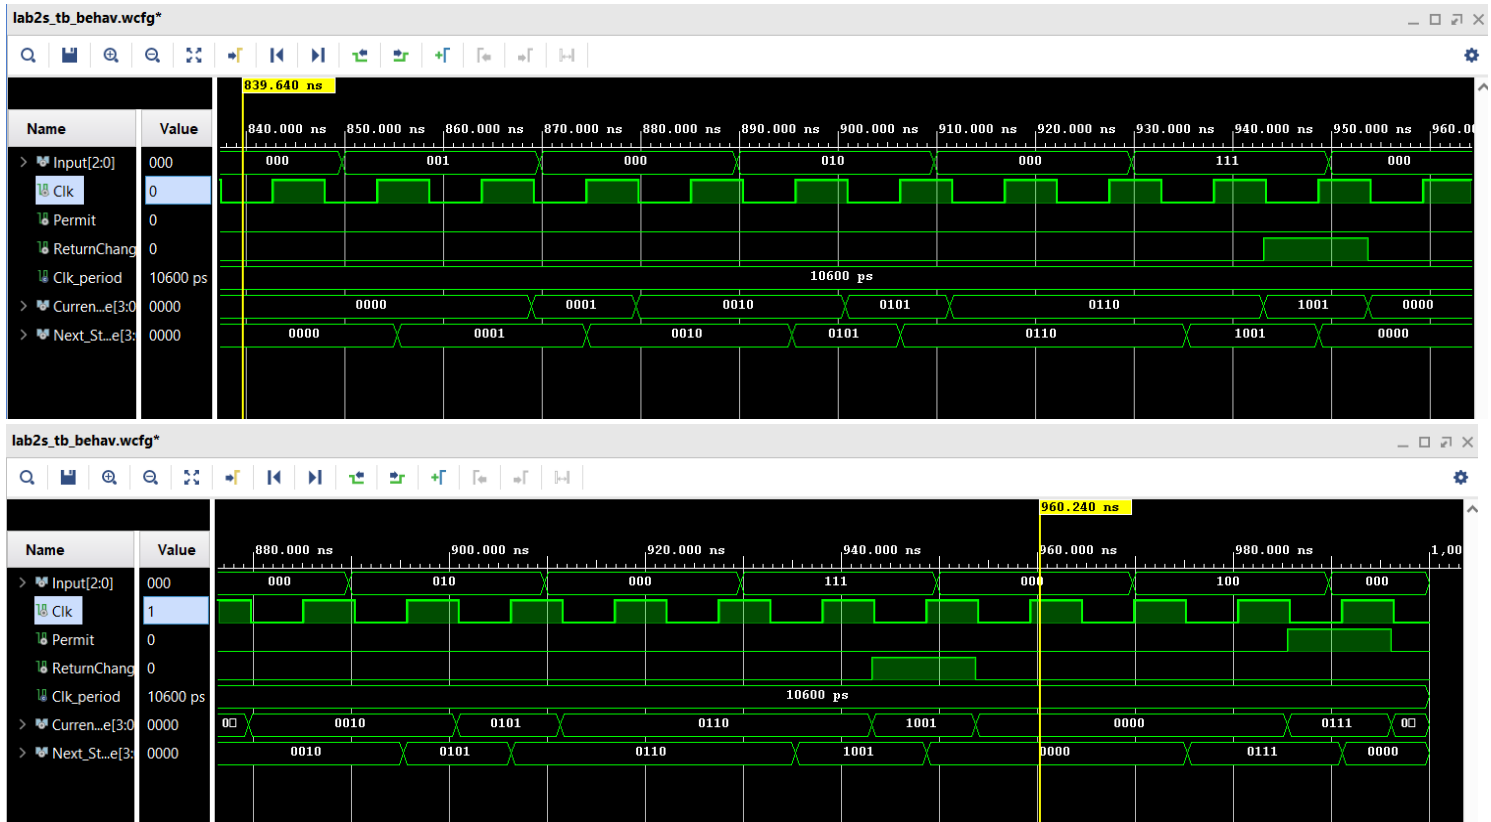 lab2s_tb_behav.wcfg*
839.640 ns
Name Value
840.000 ns 850.000 ns 860.000 ns 870.000 ns 880.000 ns 890.000 ns 900.000 ns 910.000 ns 920.000 ns 930.000 ns 940.000 ns 950.000 ns 960.0
Input[2:0] 000 000 001 000 010 000 111 000
Clk 0
Permit 0
ReturnChang 0
Clk_period 10600 ps 10600 ps
Curren...e[3:0 0000 0000 0001 0010 0101 0110 1001 0000
Next_St...e[3: 0000 0000 0001 0010 0101 0110 1001 0000
lab2s_tb_behav.wcfg*
960.240 ns
Name Value
880.000 ns 900.000 ns 920.000 ns 940.000 ns 960.000 ns 980.000 ns 1,00
Input[2:0] 000 000 010 000 111 000 100 000
Clk 1
Permit 0
ReturnChang 0
Clk_period 10600 ps 10600 ps
Curren...e[3:0 0000 0 0010 0101 0110 1001 0000 0111 0
Next_St...e[3: 0000 0010 0101 0110 1001 0000 0111 0000